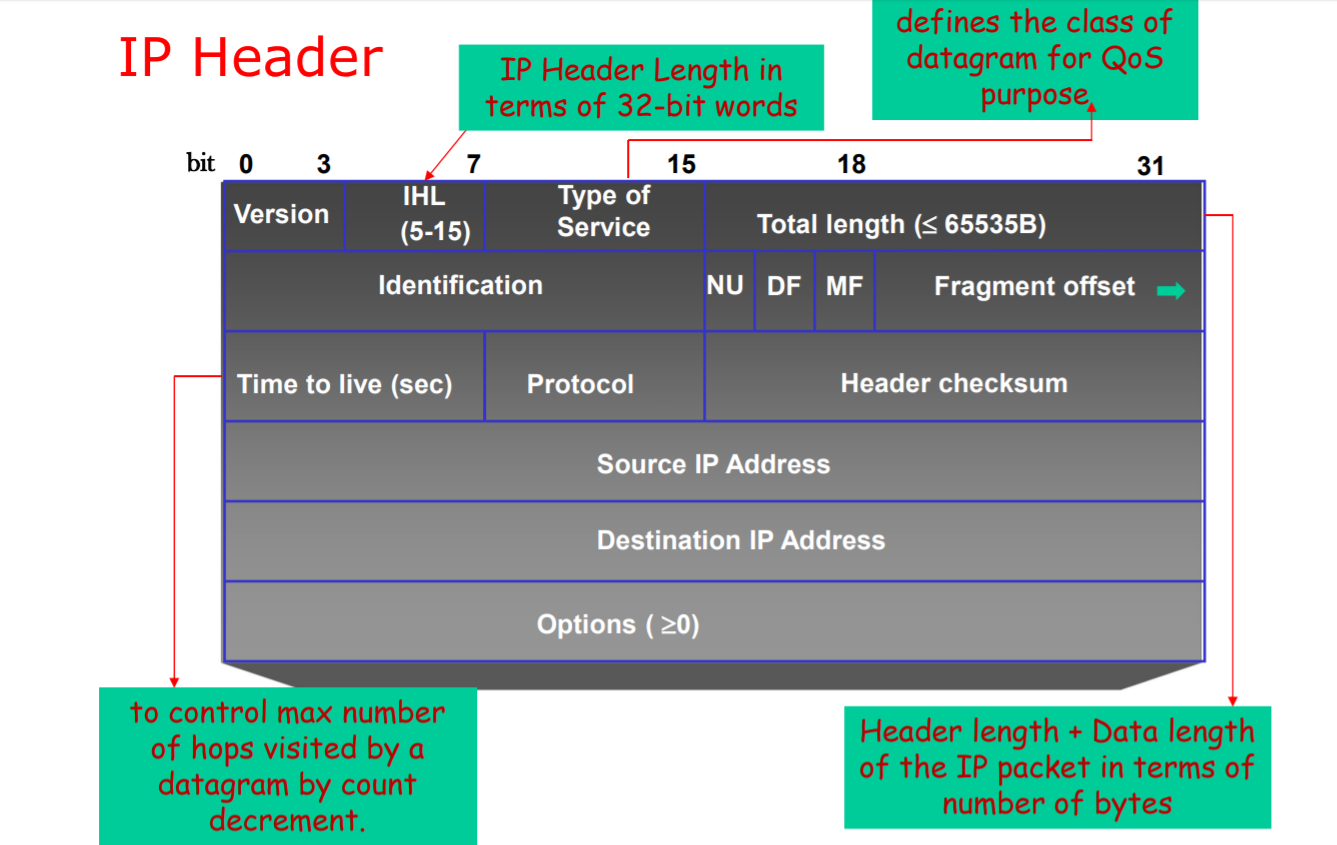 IP Header
IP Header Length in
terms of 32-bit words
defines the class of
datagram for QoS
purpose
bit 0 3 7 15 18 31
Version
IHL
(5-15)
Type of
Service
Total length (≤ 65535B)
Identification
NU DF MF Fragment offset
Time to live (sec)
Protocol
Header checksum
Source IP Address
Destination IP Address
Options ( ≥0)
to control max number
of hops visited by a
datagram by count
decrement.
Header length + Data length
of the IP packet in terms of
number of bytes